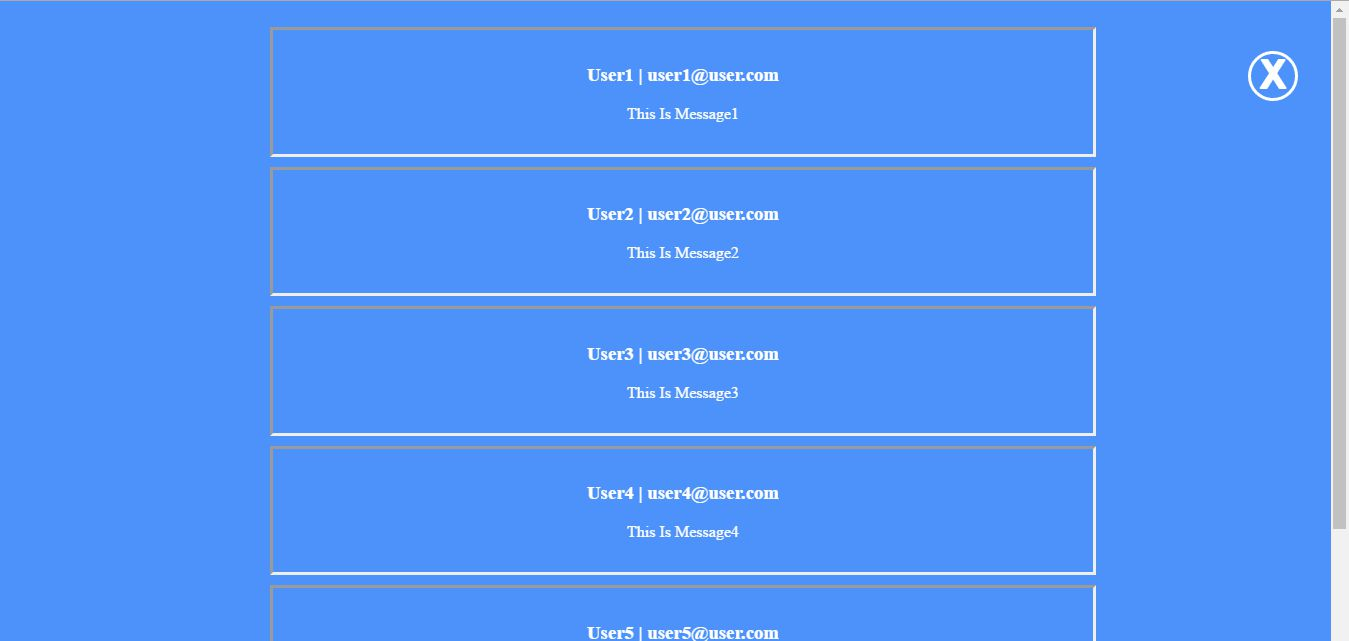 User1 | user1@user.com
X
This Is Message1
User2 | user2@user.com
This Is Message2
User3 | user3@user.com
This Is Message3
User4 | user4@user.com
This Is Message4
User5 | user5@user.com